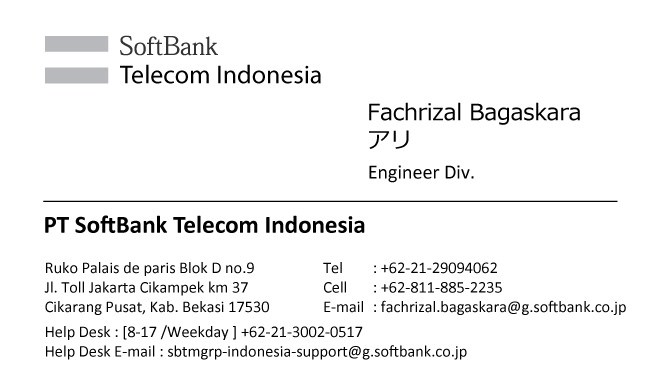 SoftBank
Telecom Indonesia
Fachrizal Bagaskara
アリ
Engineer Div.
PT SoftBank Telecom Indonesia
Ruko Palais de paris Blok D no.9
Jl. Toll Jakarta Cikampek km 37
Cikarang Pusat, Kab. Bekasi 17530
Tel : +62-21-29094062
Cell : +62-811-885-2235
E-mail : fachrizal.bagaskara@g.softbank.co.jp
Help Desk : [8-17 /Weekday ] +62-21-3002-0517
Help Desk E-mail : sbtmgrp-indonesia-support@g.softbank.co.jp